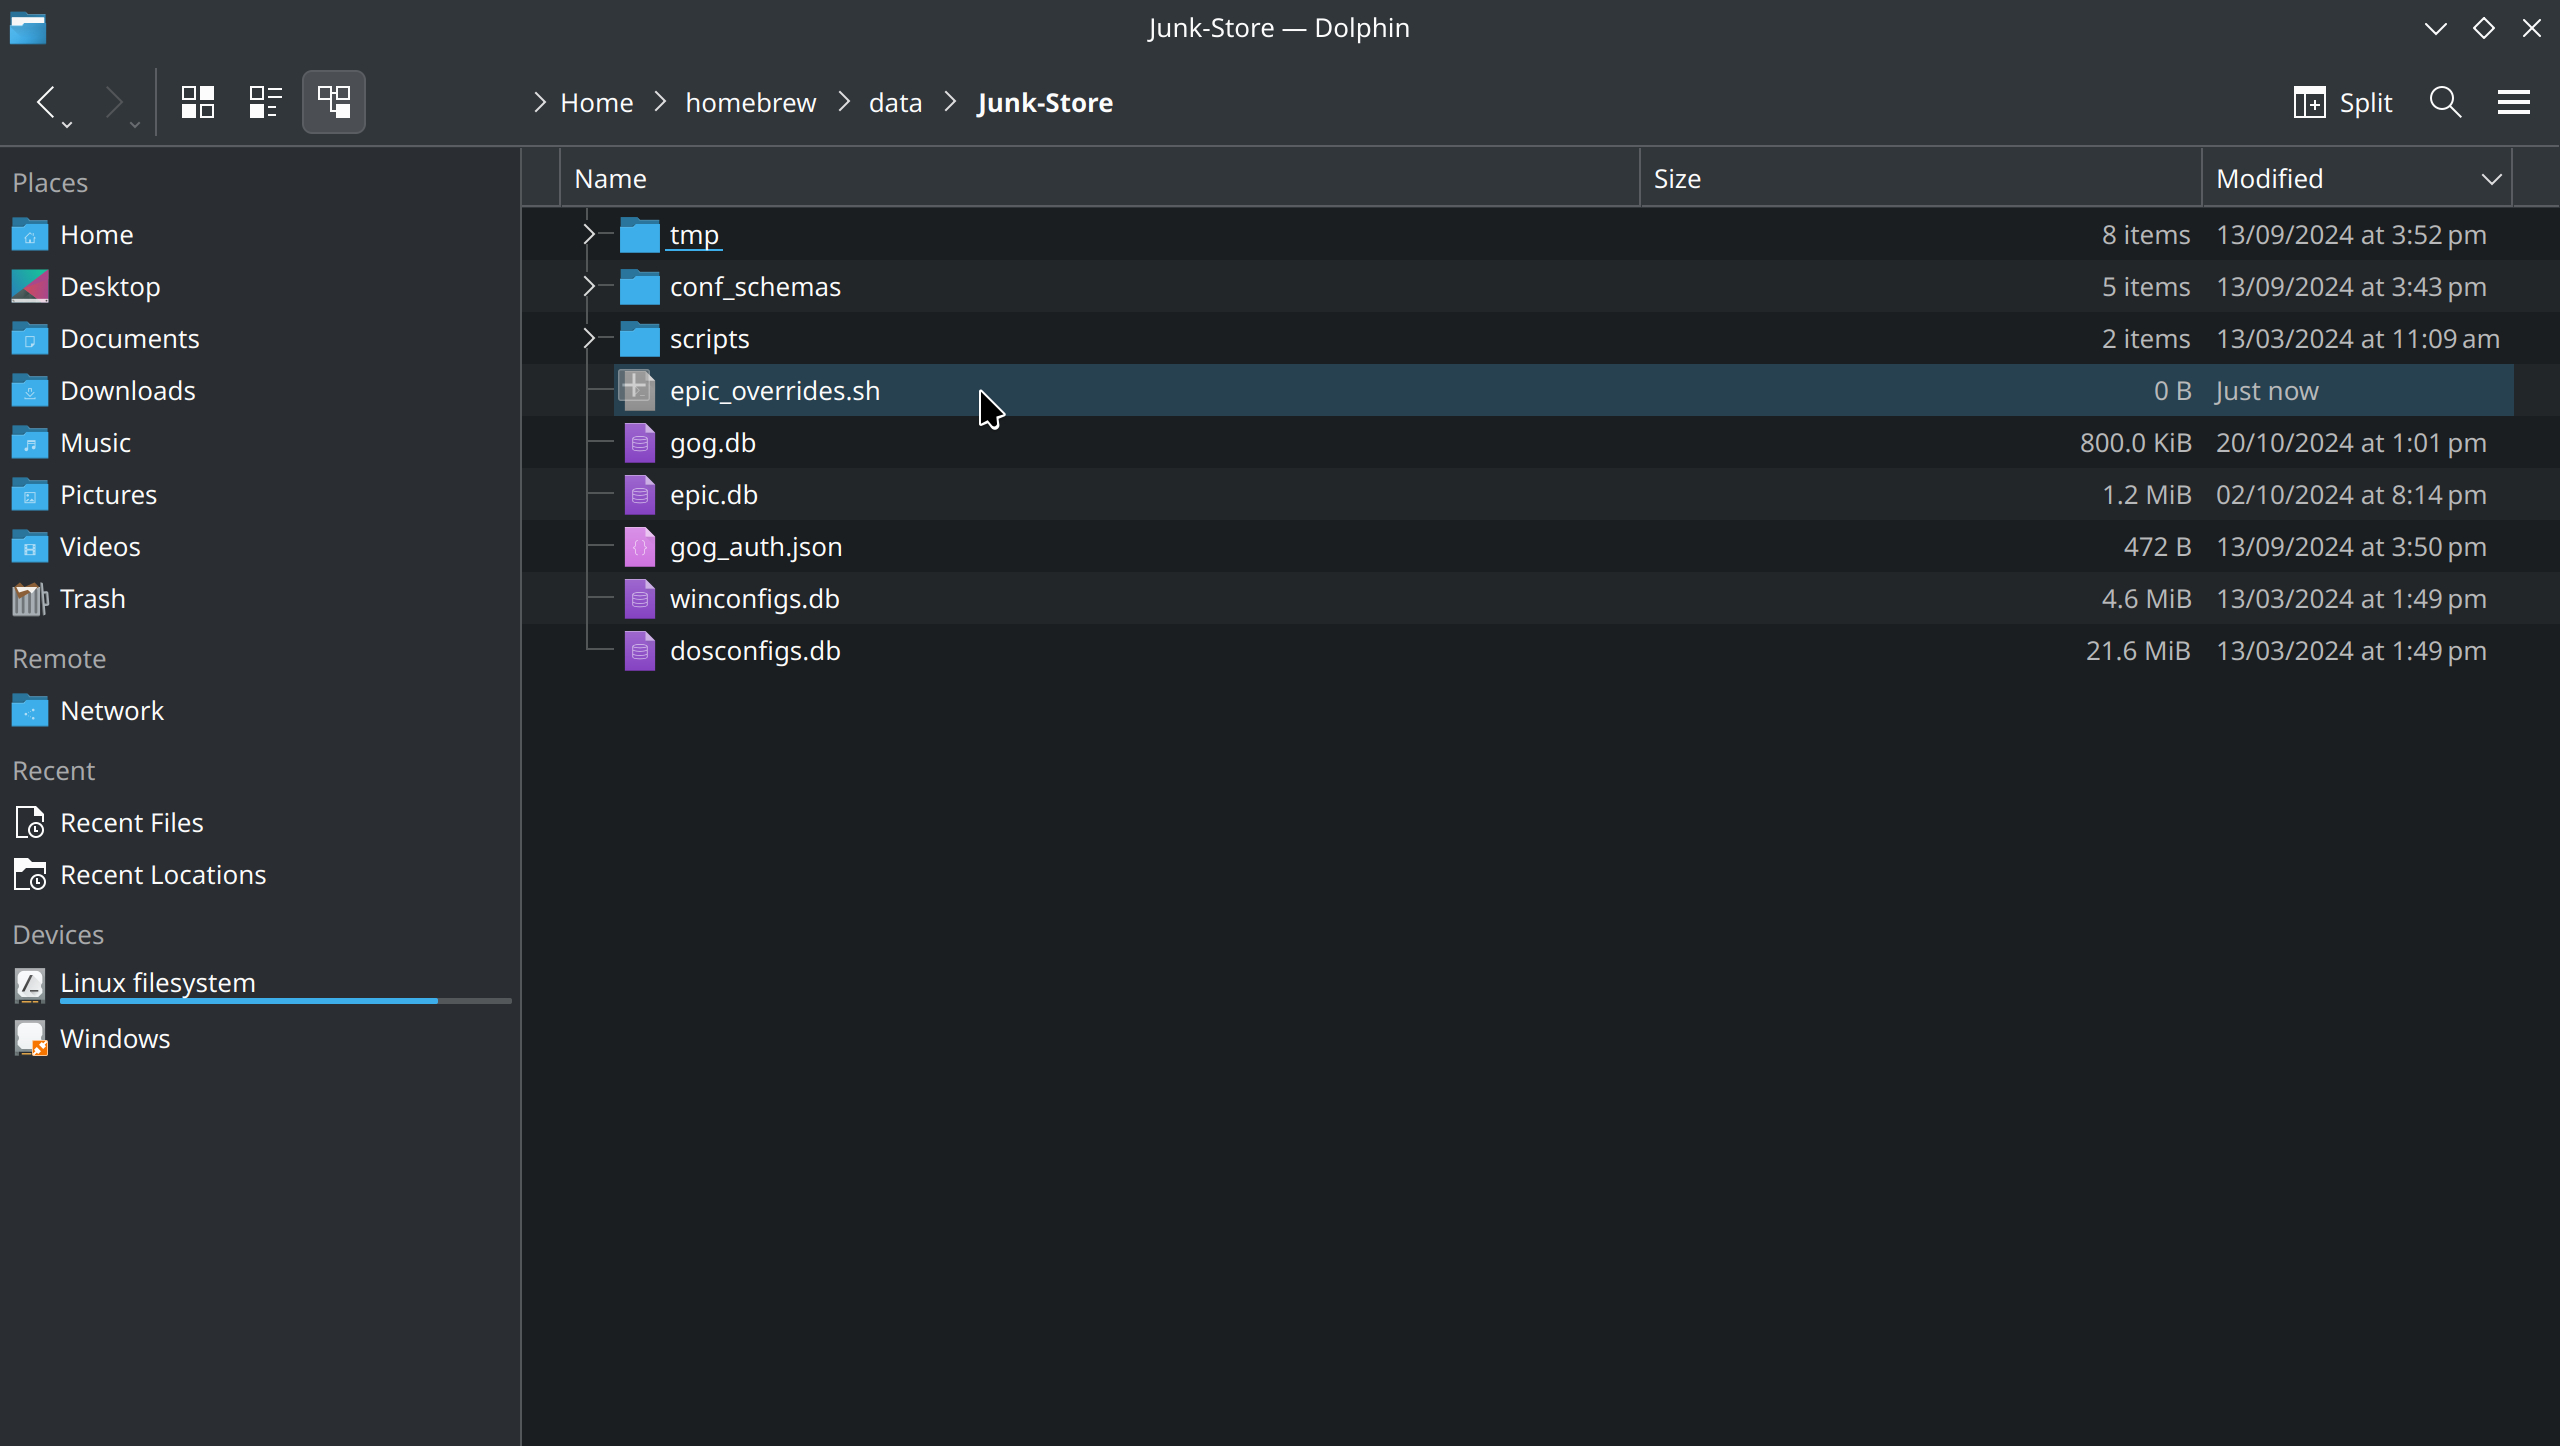 Junk-Store — Dolphin
Home homebrew data Junk-Store
Split
Places
Home
Desktop
Documents
Downloads
Music
Pictures
Videos
Trash
Remote
Network
Recent
Recent Files
Recent Locations
Devices
Linux filesystem
Windows
Name Size Modified
tmp 8 items 13/09/2024 at 3:52 pm
conf_schemas 5 items 13/09/2024 at 3:43 pm
scripts 2 items 13/03/2024 at 11:09 am
epic_overrides.sh 0 B Just now
gog.db 800.0 KiB 20/10/2024 at 1:01 pm
epic.db 1.2 MiB 02/10/2024 at 8:14 pm
gog_auth.json 472 B 13/09/2024 at 3:50 pm
winconfigs.db 4.6 MiB 13/03/2024 at 1:49 pm
dosconfigs.db 21.6 MiB 13/03/2024 at 1:49 pm